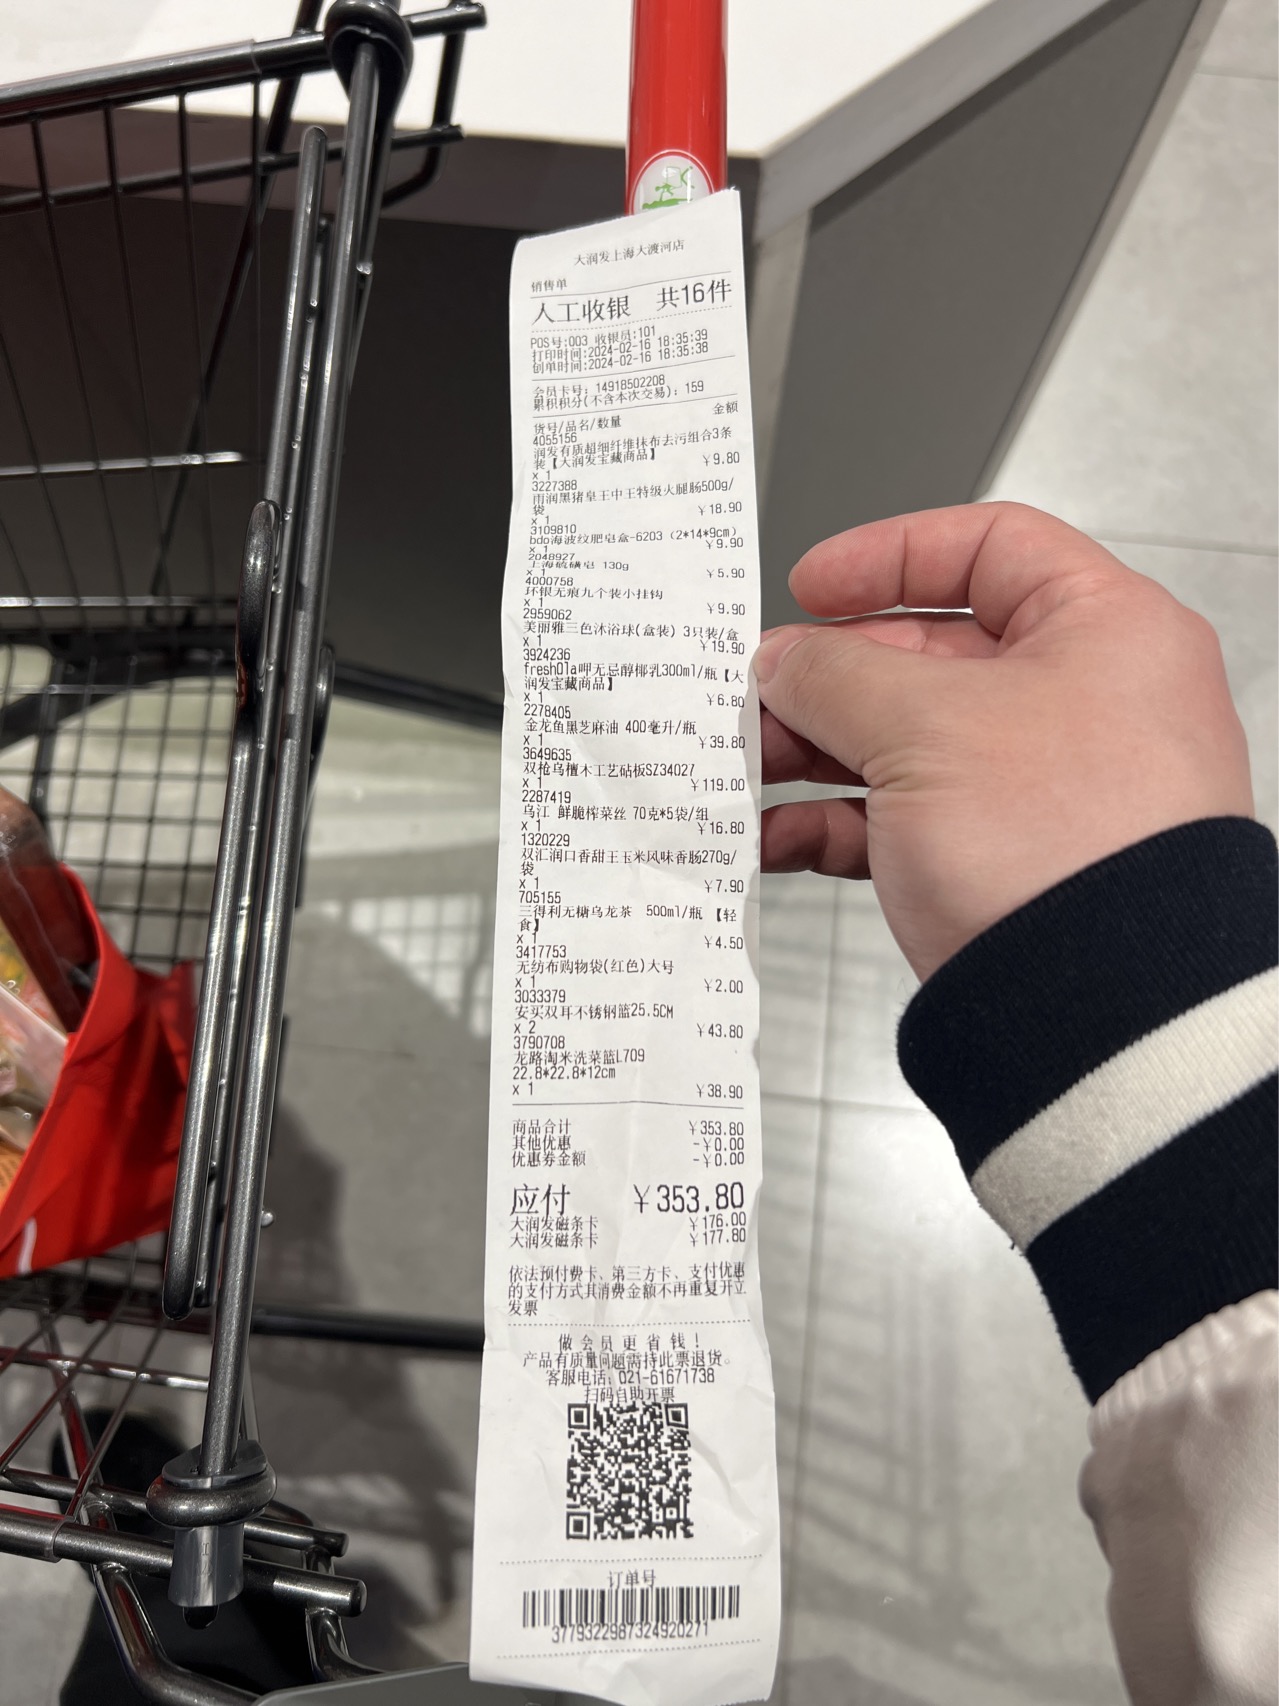 大润发上海大渡河店
销售单
人工收银 共16件
POS号:003 收银员:101
打印时间:2024-02-16 18:35:39
创单时间:2024-02-16 18:35:38
会员卡号: 14918502208
累积积分(不含本次交易): 159
货号/品名/数量 金额
4055156
润发有质超细纤维抹布去污组合3条
装【大润发宝藏商品】 ￥9.80
x 1
3227388
雨润黑猪皇王中王特级火腿肠500g/
袋 ￥18.90
x 1
3109810
bdo海波纹肥皂盒-6203（2*14*9cm）
x 1 ￥9.90
2048927
上海硫磺皂 130g
x 1 ￥5.90
4000758
环银无痕九个装小挂钩
x 1 ￥9.90
2959062
美丽雅三色沐浴球(盒装) 3只装/盒
x 1 ￥19.90
3924236
freshOla呷无忌醇椰乳300ml/瓶【大
润发宝藏商品】
x 1 ￥6.80
2278405
金龙鱼黑芝麻油 400毫升/瓶
x 1 ￥39.80
3649635
双枪乌檀木工艺砧板SZ34027
x 1 ￥119.00
2287419
乌江 鲜脆榨菜丝 70克*5袋/组
x 1 ￥16.80
1320229
双汇润口香甜王玉米风味香肠270g/
袋
x 1 ￥7.90
705155
三得利无糖乌龙茶 500ml/瓶 【轻
食】
x 1 ￥4.50
3417753
无纺布购物袋(红色)大号
x 1 ￥2.00
3033379
安买双耳不锈钢篮25.5CM
x 2 ￥43.80
3790708
龙路淘米洗菜篮L709
22.8*22.8*12cm
x 1 ￥38.90
商品合计 ￥353.80
其他优惠 -￥0.00
优惠券金额 -￥0.00
应付 ￥353.80
大润发磁条卡 ￥176.00
大润发磁条卡 ￥177.80
依法预付费卡、第三方卡、支付优惠
的支付方式其消费金额不再重复开立
发票
做会员更省钱！
产品有质量问题需持此票退货。
客服电话: 021-61671738
扫码自助开票
订单号
3779322987324920271